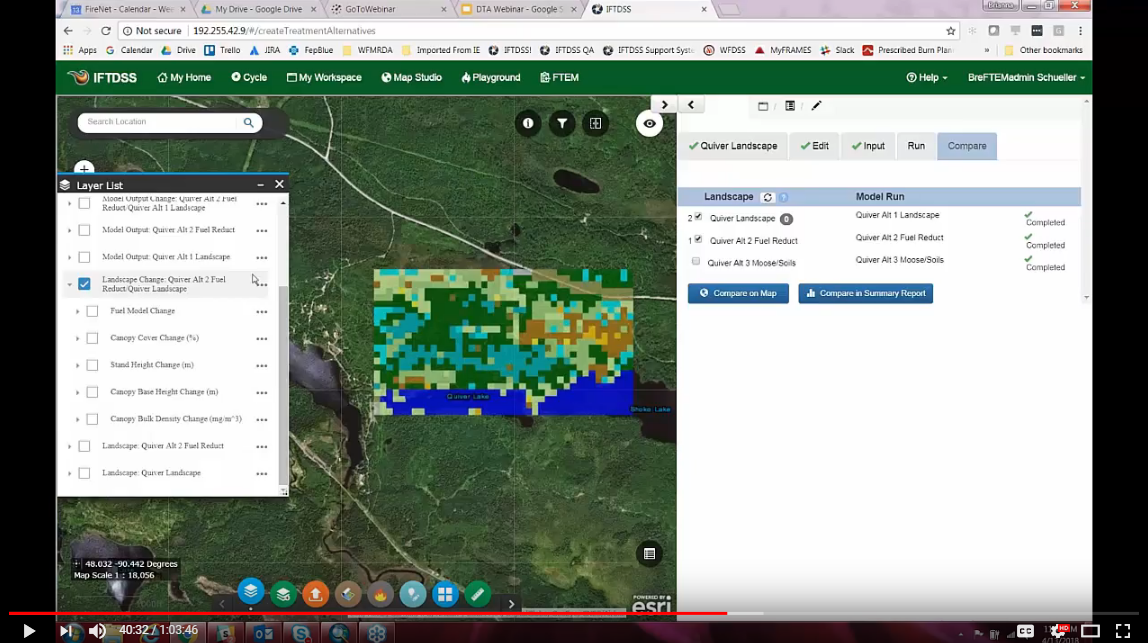 FireNet - Calendar - Wee
My Drive - Google Drive
GoToWebinar
DTA Webinar - Google S
IFTDSS
Brianna
Not secure 192.255.42.9/#/createTreatmentAlternatives
Apps Calendar Drive Trello JIRA FepBlue WFMRDA Imported From IE IFTDSS! IFTDSS QA IFTDSS Support Syste WFDSS MyFRAMES Slack Prescribed Burn Plan Other bookmarks
IFTDSS My Home Cycle My Workspace Map Studio Playground FTEM Help BreFTEMadmin Schueller
Search Location
Quiver Landscape Edit Input Run Compare
Layer List
Model Output Change: Quiver Alt 2 Fuel
Reduct/Quiver Alt 1 Landscape
Model Output: Quiver Alt 2 Fuel Reduct
Model Output: Quiver Alt 1 Landscape
Landscape Change: Quiver Alt 2 Fuel
Reduct/Quiver Landscape
Fuel Model Change
Canopy Cover Change (%)
Stand Height Change (m)
Canopy Base Height Change (m)
Canopy Bulk Density Change (mg/m^3)
Landscape: Quiver Alt 2 Fuel Reduct
Landscape: Quiver Landscape
Quiver Lake
Shoko Lake
Landscape Model Run
2 Quiver Landscape 0 Quiver Alt 1 Landscape Completed
1 Quiver Alt 2 Fuel Reduct Quiver Alt 2 Fuel Reduct Completed
Quiver Alt 3 Moose/Soils Quiver Alt 3 Moose/Soils Completed
Compare on Map Compare in Summary Report
48.032 -90.442 Degrees
Map Scale 1 : 18,056
POWERED BY
esri
40:32 / 1:03:46
CC
HD
4/13/2018